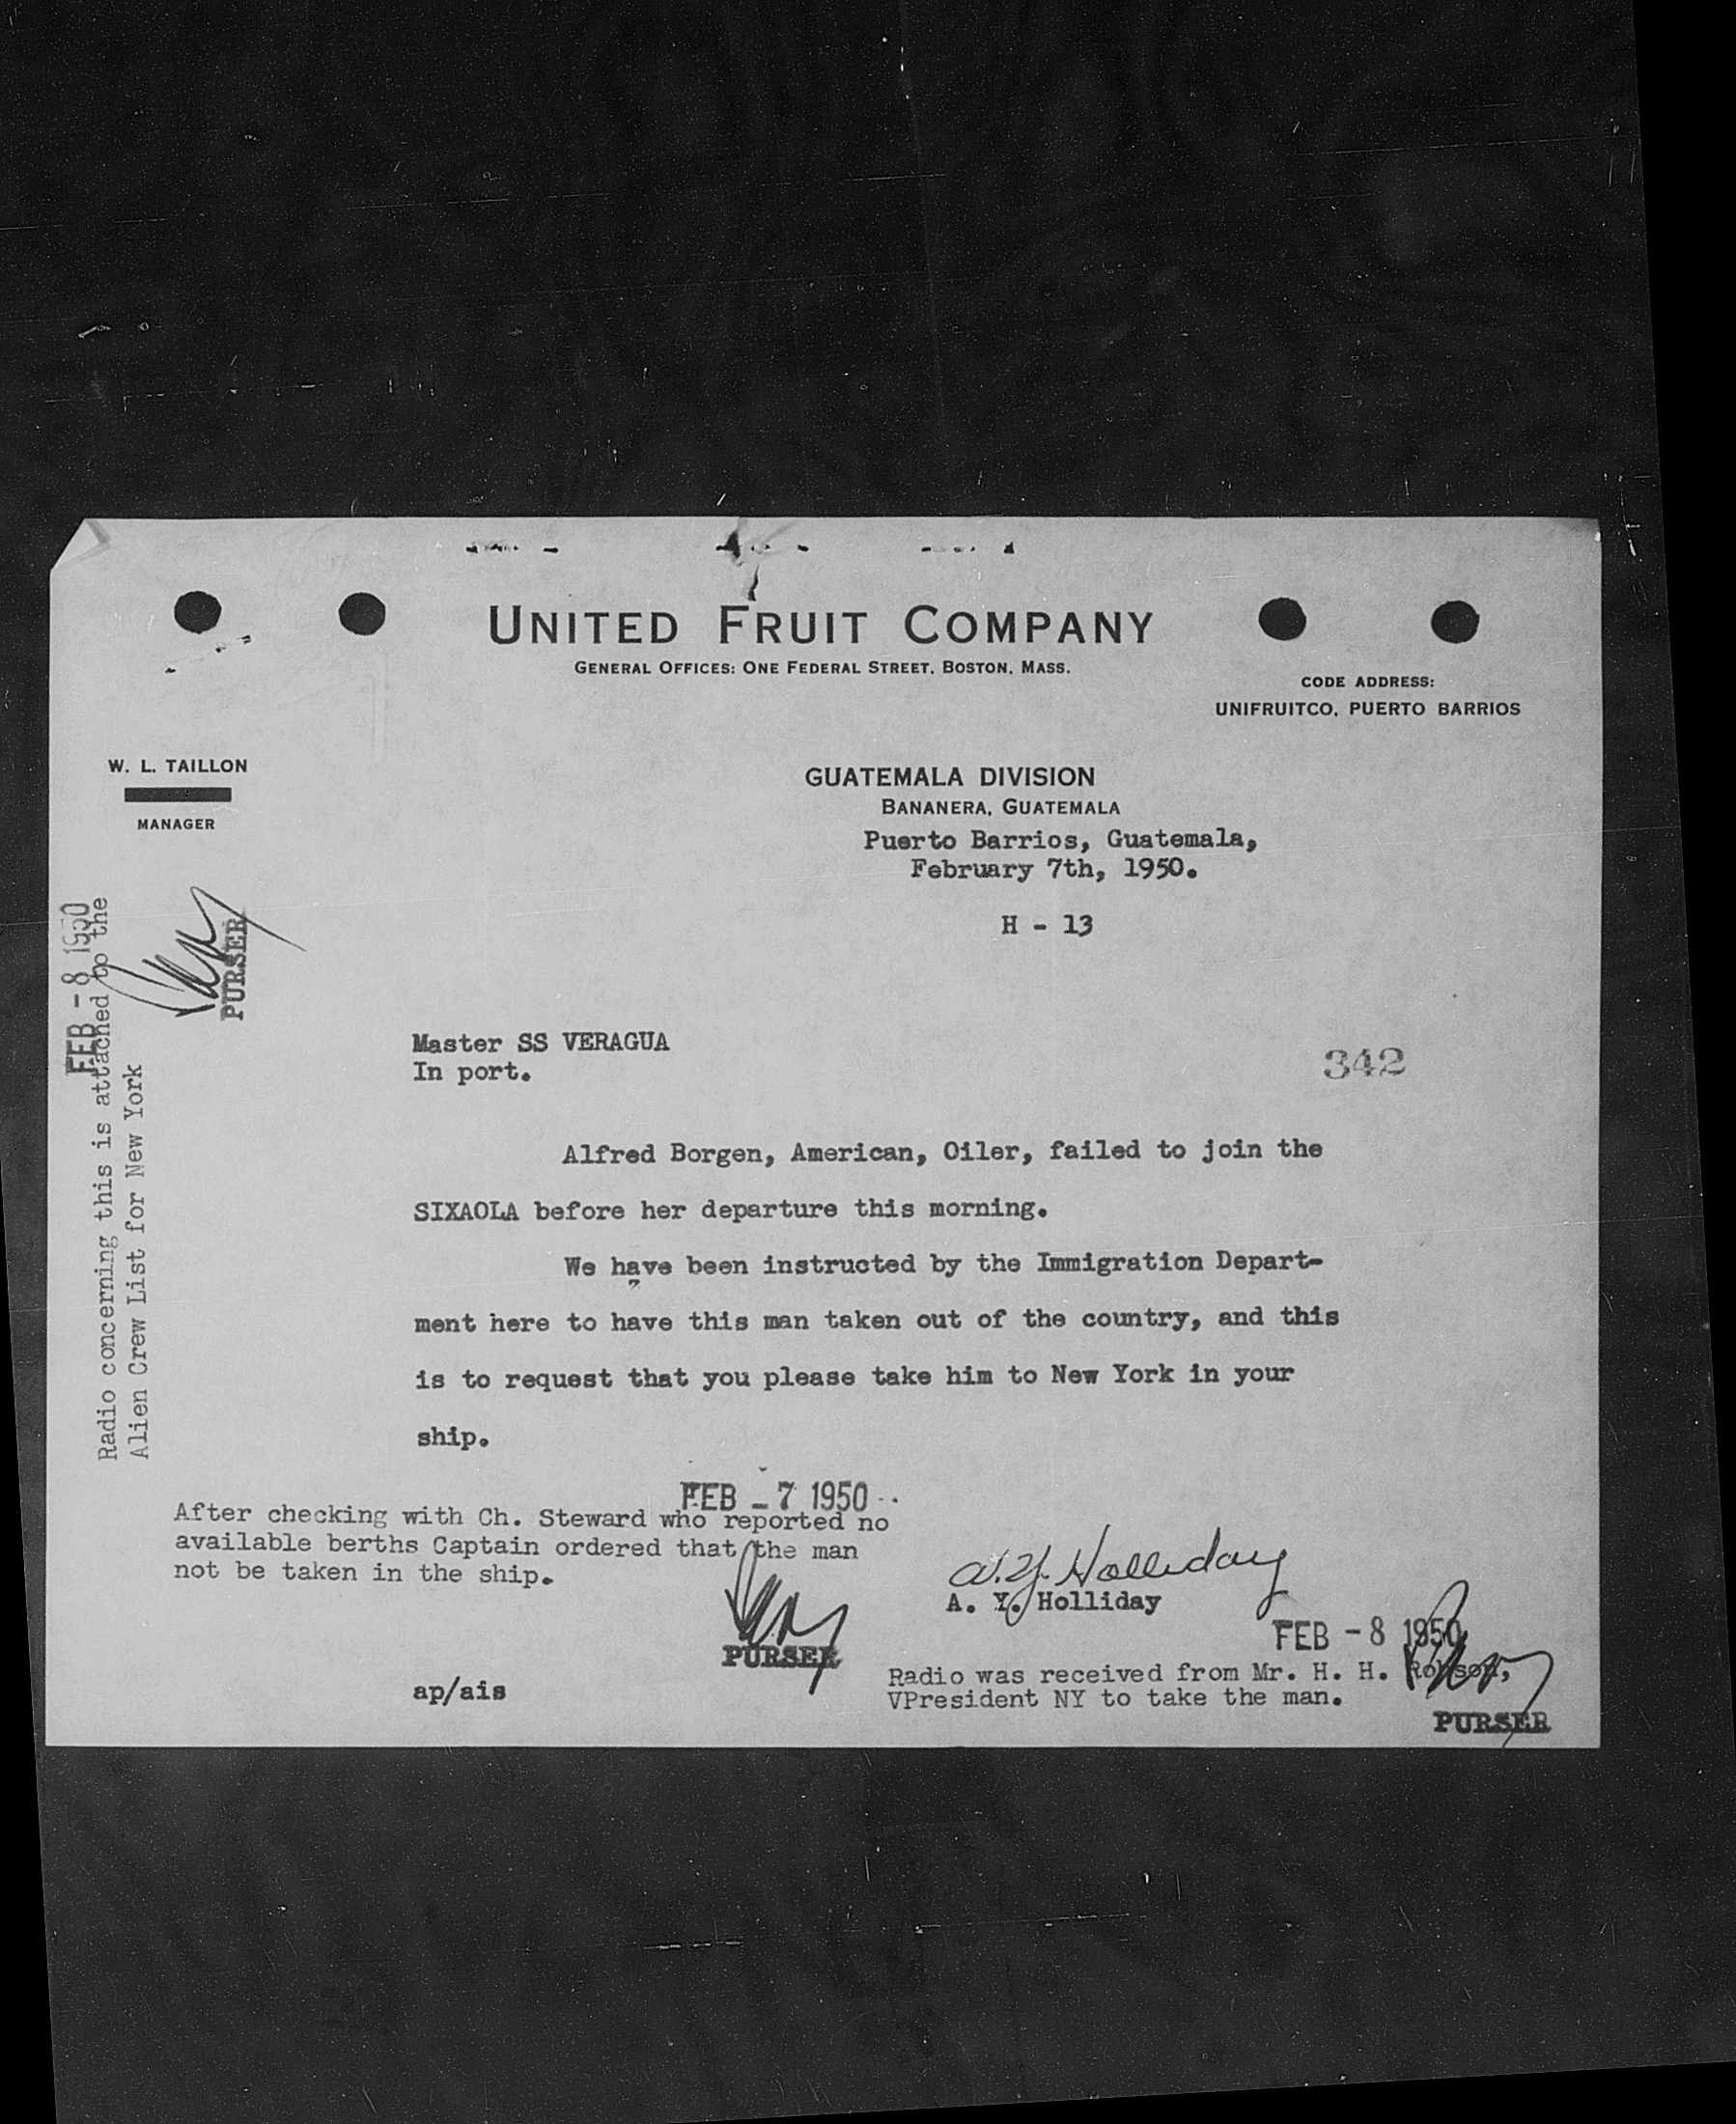 UNITED FRUIT COMPANY
GENERAL OFFICES: ONE FEDERAL STREET, BOSTON, MASS.
CODE ADDRESS:
UNIFRUITCO, PUERTO BARRIOS
W. L. TAILLON
MANAGER
GUATEMALA DIVISION
BANANERA, GUATEMALA
Puerto Barrios, Guatemala,
February 7th, 1950.
H - 13
FEB - 8 1950
Radio concerning this is attached to the
Alien Crew List for New York
PURSER
Master SS VERAGUA
In port.
342
Alfred Borgen, American, Oiler, failed to join the
SIXAOLA before her departure this morning.
We have been instructed by the Immigration Depart-
ment here to have this man taken out of the country, and this
is to request that you please take him to New York in your
ship.
FEB - 7 1950
After checking with Ch. Steward who reported no
available berths Captain ordered that the man
not be taken in the ship.
PURSER
A. Y. Holliday
A. Y. Holliday
FEB - 8 1950
Radio was received from Mr. H. H. Robson,
VPresident NY to take the man.
PURSER
ap/ais